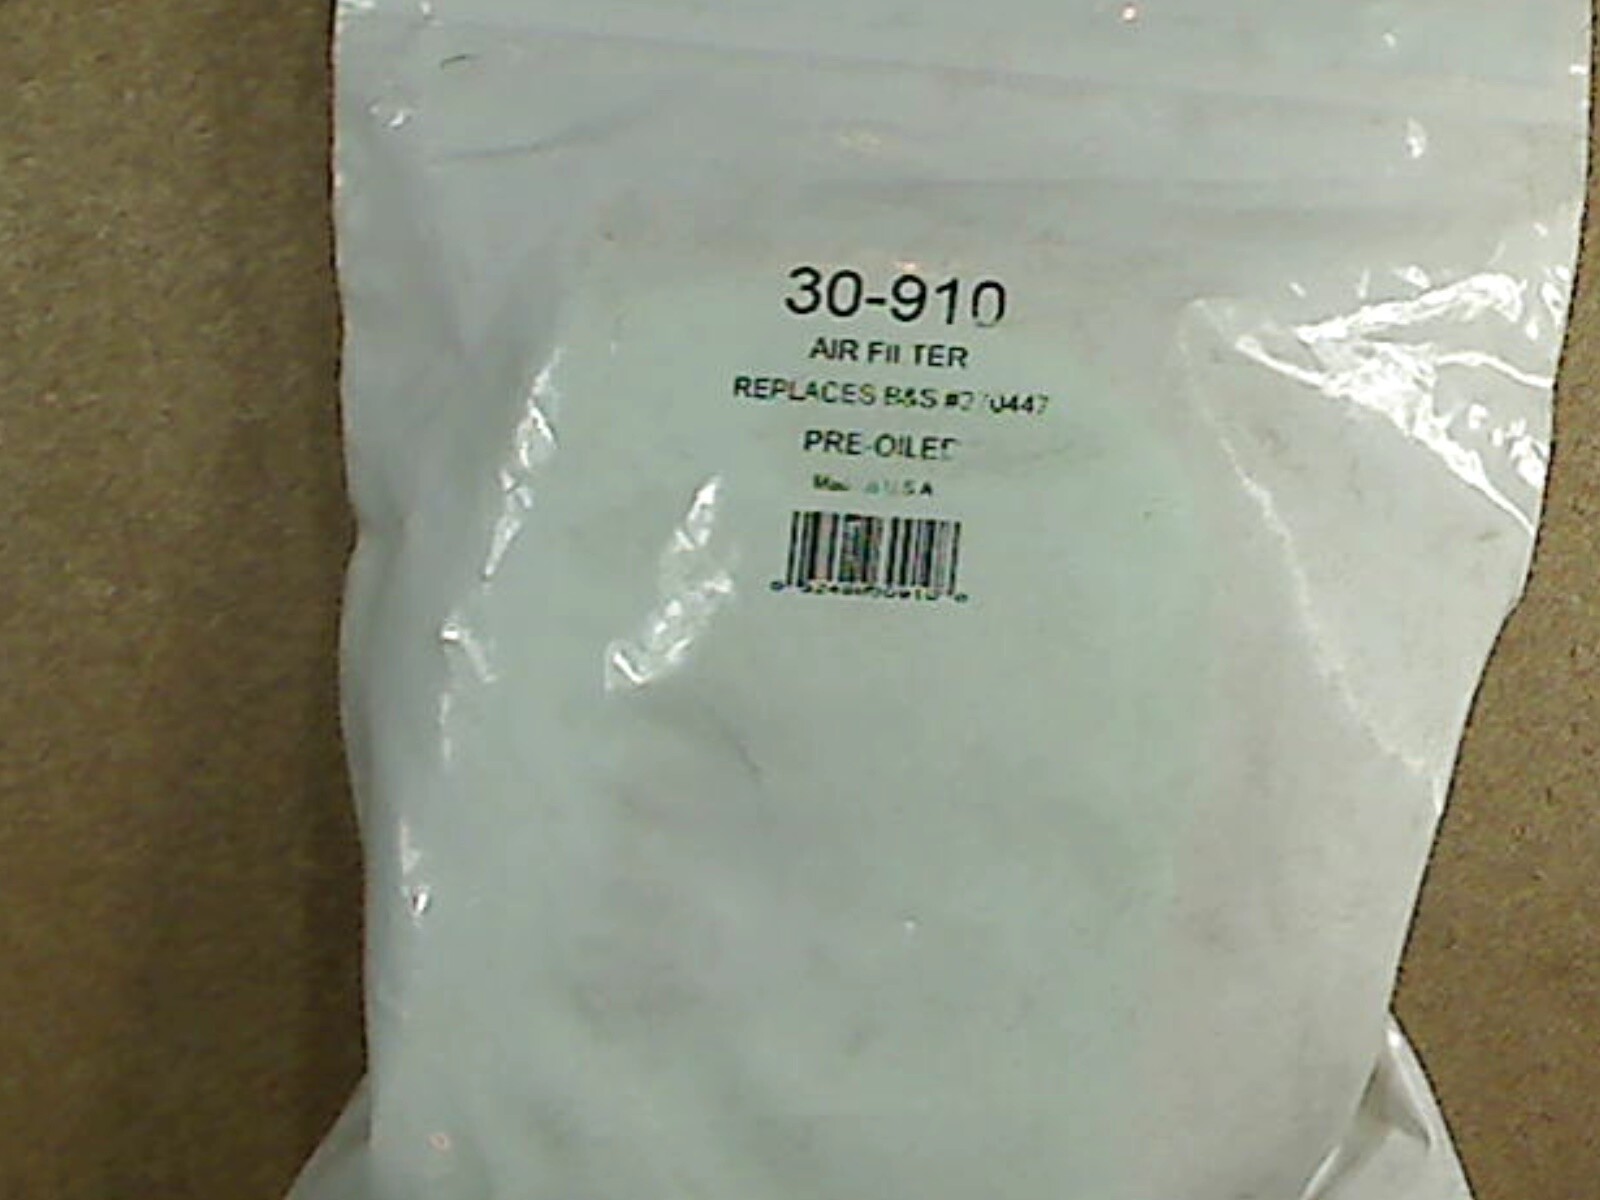 30-910
AIR FILTER
REPLACES B&S
PRE-OILED
U.S.A